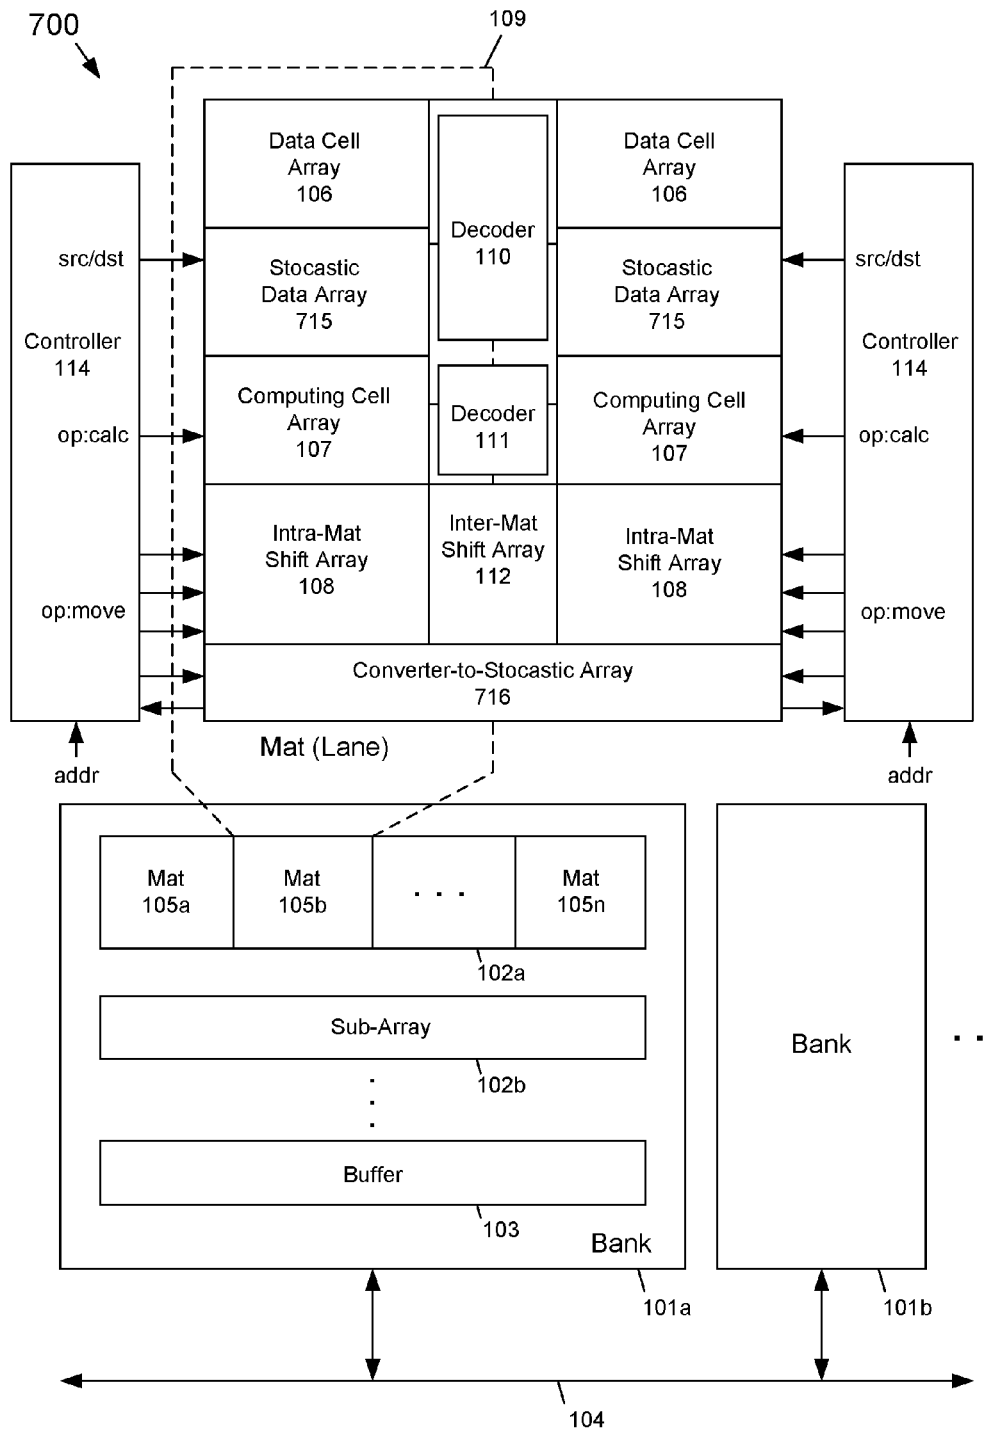 700
109
Data Cell
Array
106
Data Cell
Array
106
Decoder
110
src/dst
src/dst
Stocastic
Data Array
715
Stocastic
Data Array
715
Controller
114
Controller
114
Computing Cell
Array
107
Decoder
111
Computing Cell
Array
107
op:calc
op:calc
Intra-Mat
Shift Array
108
Inter-Mat
Shift Array
112
Intra-Mat
Shift Array
108
op:move
op:move
Converter-to-Stocastic Array
716
Mat (Lane)
addr
addr
Mat
105a
Mat
105b
. . .
Mat
105n
102a
Sub-Array
102b
Bank
. .
Buffer
103
Bank
101a
101b
104